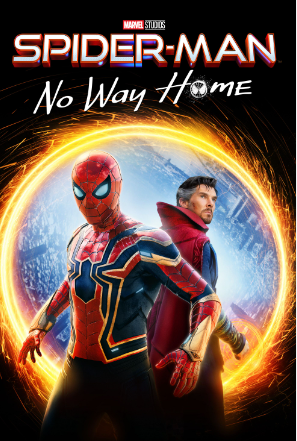 MARVEL STUDIOS
SPIDER-MAN
No Way Home